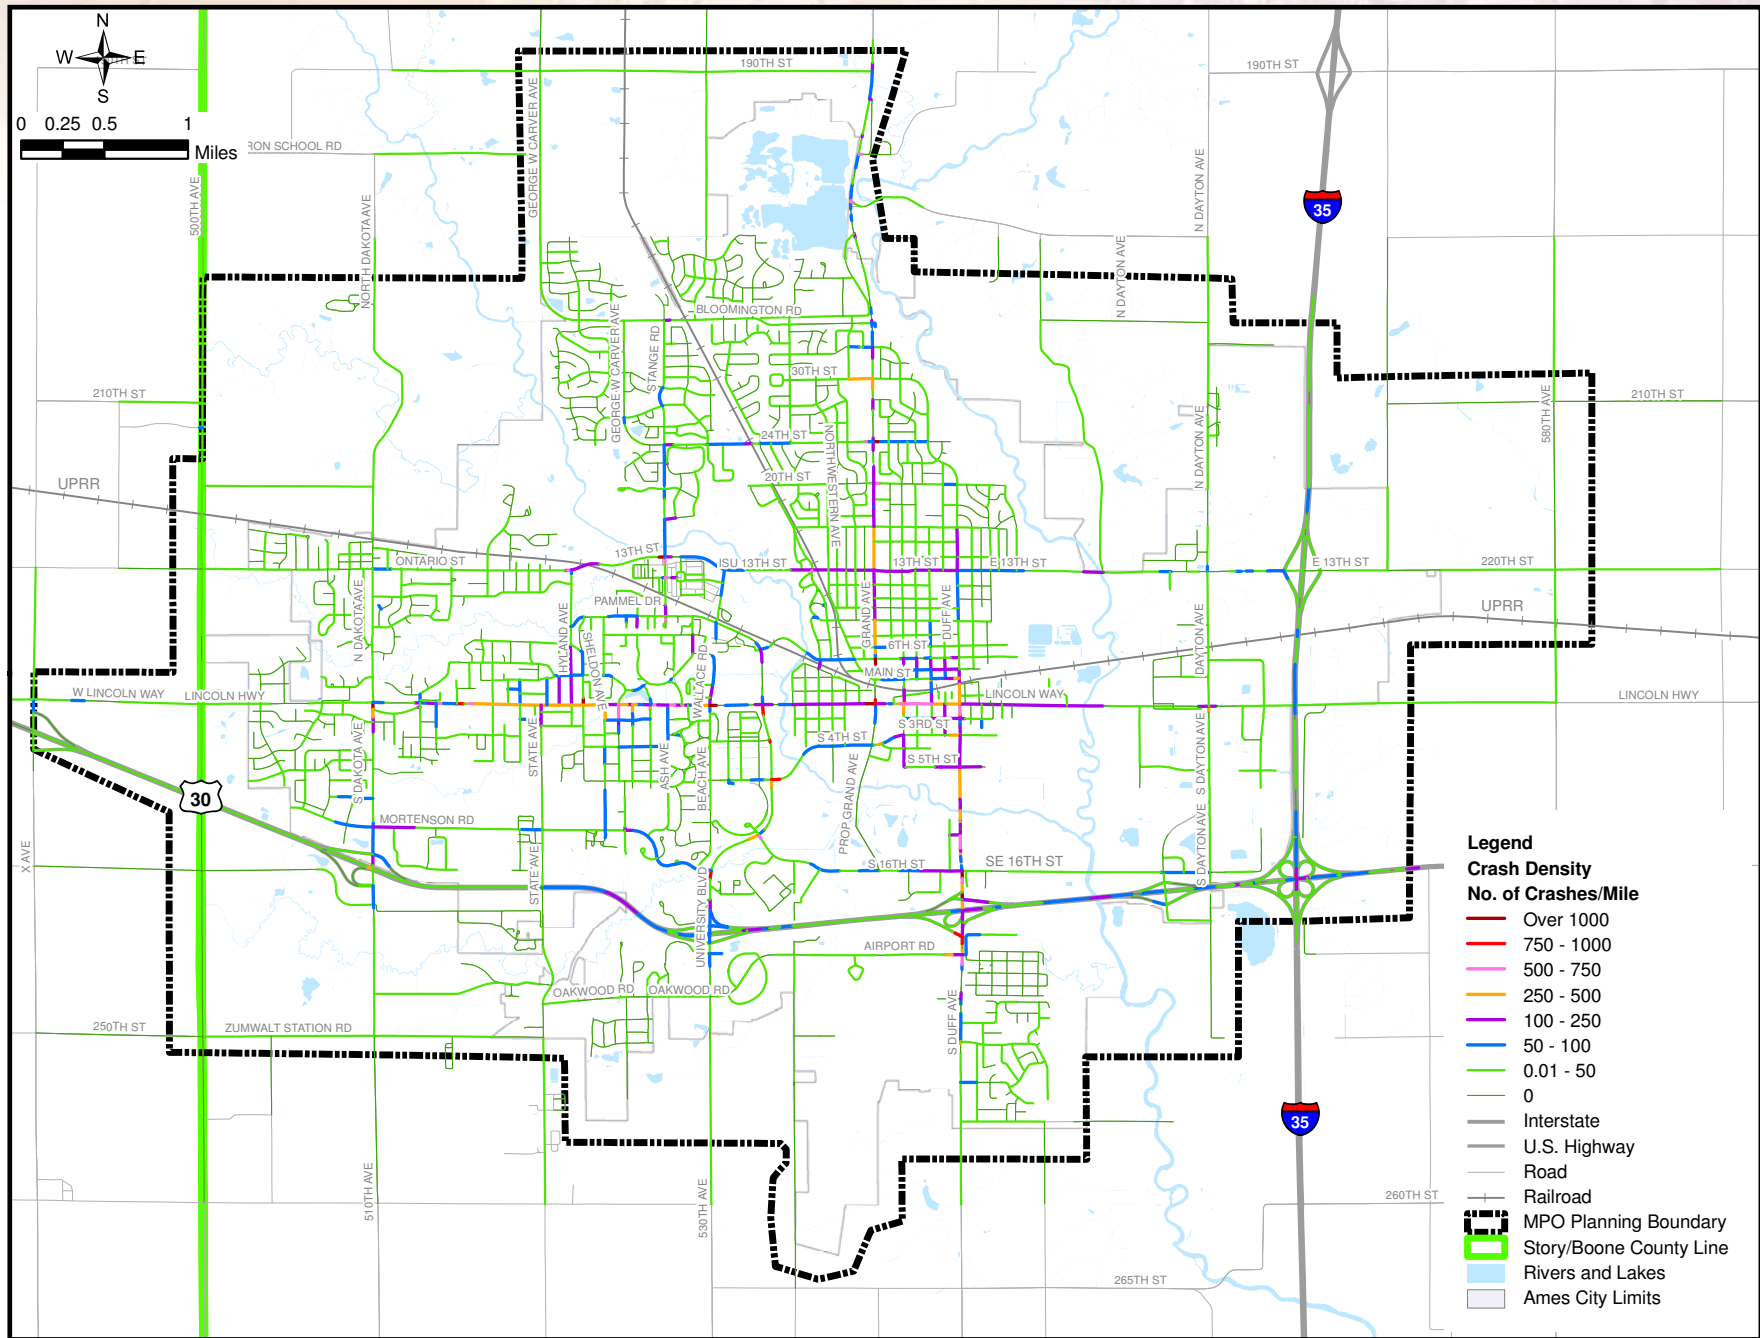 N
W E
S
0 0.25 0.5 1
Miles
190TH ST
190TH ST
RON SCHOOL RD
500TH AVE
NORTH DAKOTA AVE
GEORGE W CARVER AVE
N DAYTON AVE
N DAYTON AVE
35
BLOOMINGTON RD
GEORGE W CARVER AVE
STANGE RD
30TH ST
210TH ST
210TH ST
580TH AVE
24TH ST
NORTHWESTERN AVE
N DAYTON AVE
20TH ST
UPRR
13TH ST
ONTARIO ST
ISU 13TH ST
13TH ST
E 13TH ST
E 13TH ST
220TH ST
N DAKOTA AVE
PAMMEL DR
GRAND AVE
DUFF AVE
UPRR
HYLAND AVE
SHELDON AVE
WALLACE RD
6TH ST
DAYTON AVE
MAIN ST
W LINCOLN WAY
LINCOLN HWY
LINCOLN WAY
LINCOLN HWY
S DAKOTA AVE
STATE AVE
ASH AVE
BEACH AVE
S 3RD ST
S 4TH ST
S 5TH ST
S DAYTON AVE
30
MORTENSON RD
PROP GRAND AVE
X AVE
STATE AVE
S 16TH ST
SE 16TH ST
S DAYTON AVE
UNIVERSITY BLVD
AIRPORT RD
OAKWOOD RD
OAKWOOD RD
S DUFF AVE
250TH ST
ZUMWALT STATION RD
35
510TH AVE
530TH AVE
260TH ST
265TH ST
Legend
Crash Density
No. of Crashes/Mile
Over 1000
750 - 1000
500 - 750
250 - 500
100 - 250
50 - 100
0.01 - 50
0
Interstate
U.S. Highway
Road
Railroad
MPO Planning Boundary
Story/Boone County Line
Rivers and Lakes
Ames City Limits